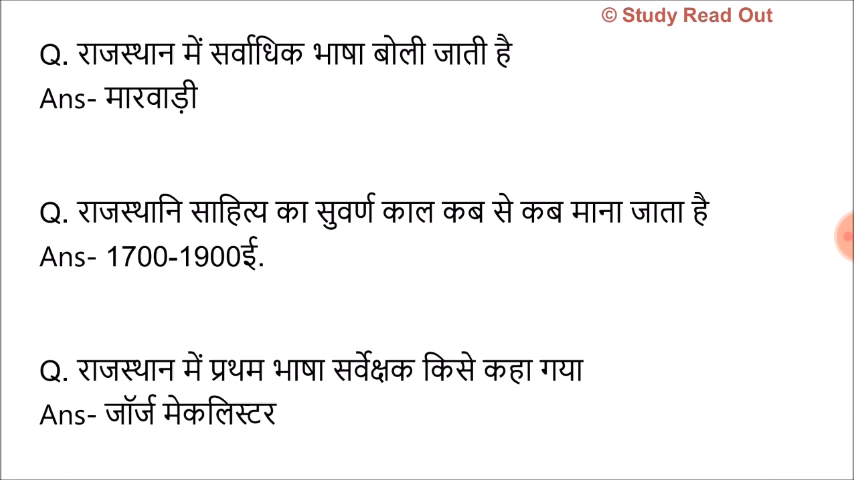 © Study Read Out
Q. राजस्थान में सर्वाधिक भाषा बोली जाती है
Ans- मारवाड़ी
Q. राजस्थानि साहित्य का सुवर्ण काल कब से कब माना जाता है
Ans- 1700-1900ई.
Q. राजस्थान में प्रथम भाषा सर्वेक्षक किसे कहा गया
Ans- जॉर्ज मेकलिस्टर